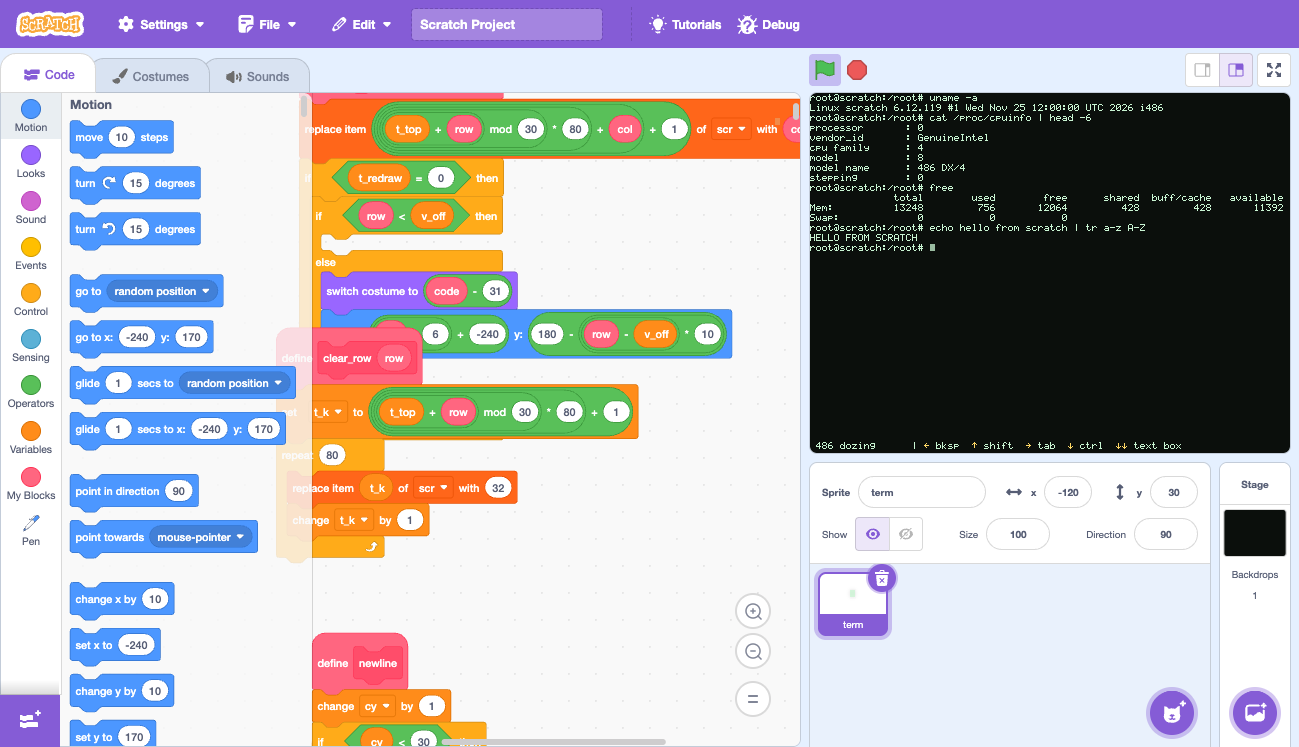 SCRATCH Settings File Edit Scratch Project Tutorials Debug
Code Costumes Sounds
Motion
Looks
Sound
Events
Control
Sensing
Operators
Variables
My Blocks
Pen
Motion
move 10 steps
turn 15 degrees
turn 15 degrees
go to random position
go to x: -240 y: 170
glide 1 secs to random position
glide 1 secs to x: -240 y: 170
point in direction 90
point towards mouse-pointer
change x by 10
set x to -240
change y by 10
set y to 170
replace item t_top + row mod 30 * 80 + col + 1 of scr with co
if t_redraw = 0 then
if row < v_off then
else
switch costume to code - 31
6 + -240 y: 180 - row - v_off * 10
define clear_row row
set t_k to t_top + row mod 30 * 80 + 1
repeat 80
replace item t_k of scr with 32
change t_k by 1
define newline
change cy by 1
if cy < 30 then
root@scratch:/root# uname -a
Linux scratch 6.12.119 #1 Wed Nov 25 12:00:00 UTC 2026 i486
root@scratch:/root# cat /proc/cpuinfo | head -6
processor : 0
vendor_id : GenuineIntel
cpu family : 4
model : 8
model name : 486 DX/4
stepping : 0
root@scratch:/root# free
total used free shared buff/cache available
Mem: 13248 756 12064 428 428 11392
Swap: 0 0 0
root@scratch:/root# echo hello from scratch | tr a-z A-Z
HELLO FROM SCRATCH
root@scratch:/root#
486 dozing | ← bksp ↑ shift → tab ↓ ctrl ↓↓ text box
Sprite term x -120 y 30
Show Size 100 Direction 90
term
Stage
Backdrops
1